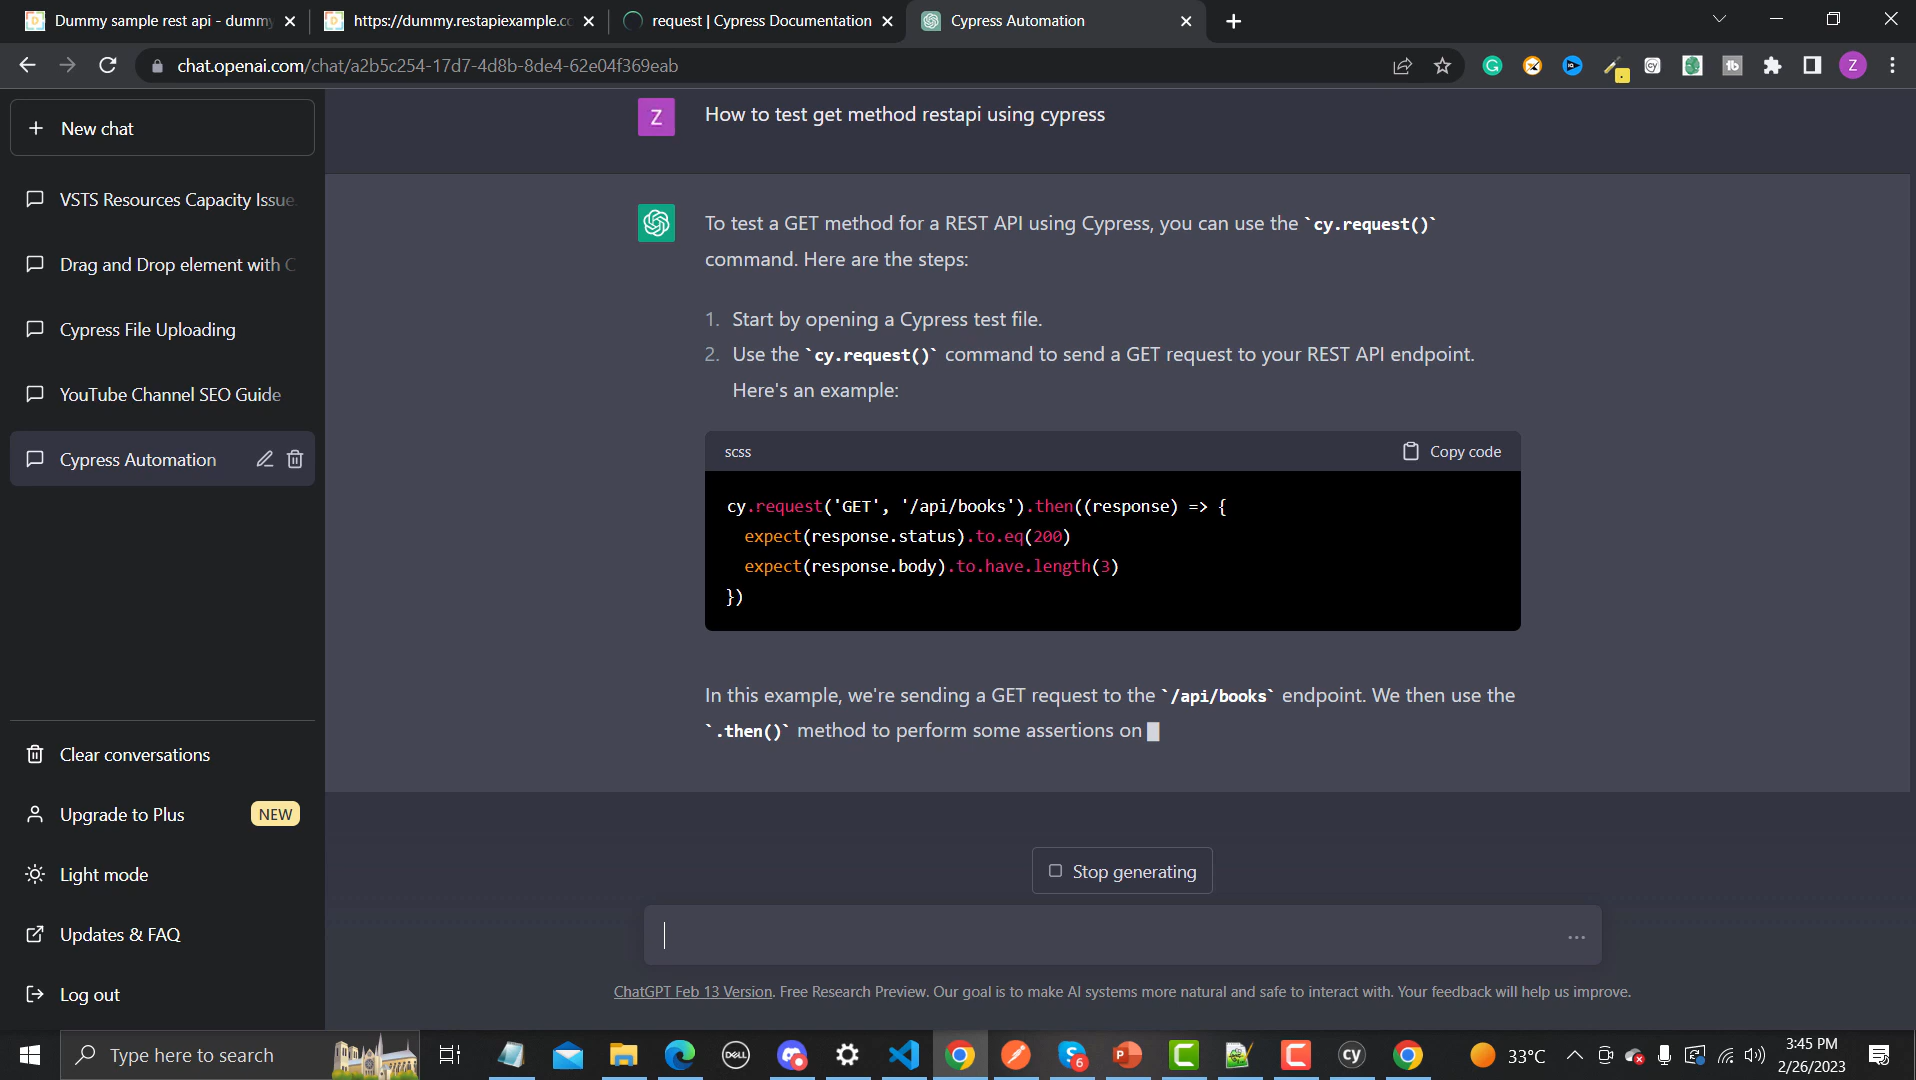 Dummy sample rest api - dummy
https://dummy.restapiexample.co
request | Cypress Documentation
Cypress Automation
chat.openai.com/chat/a2b5c254-17d7-4d8b-8de4-62e04f369eab
Z
New chat
VSTS Resources Capacity Issue.
Drag and Drop element with C
Cypress File Uploading
YouTube Channel SEO Guide
Cypress Automation
Clear conversations
Upgrade to Plus
NEW
Light mode
Updates & FAQ
Log out
Z
How to test get method restapi using cypress
To test a GET method for a REST API using Cypress, you can use the `cy.request()`
command. Here are the steps:
1. Start by opening a Cypress test file.
2. Use the `cy.request()` command to send a GET request to your REST API endpoint.
Here's an example:
scss
Copy code
cy.request('GET', '/api/books').then((response) => {
expect(response.status).to.eq(200)
expect(response.body).to.have.length(3)
})
In this example, we're sending a GET request to the `/api/books` endpoint. We then use the
`.then()` method to perform some assertions on
Stop generating
ChatGPT Feb 13 Version. Free Research Preview. Our goal is to make AI systems more natural and safe to interact with. Your feedback will help us improve.
Type here to search
DELL
6
cy
33°C
3:45 PM
2/26/2023